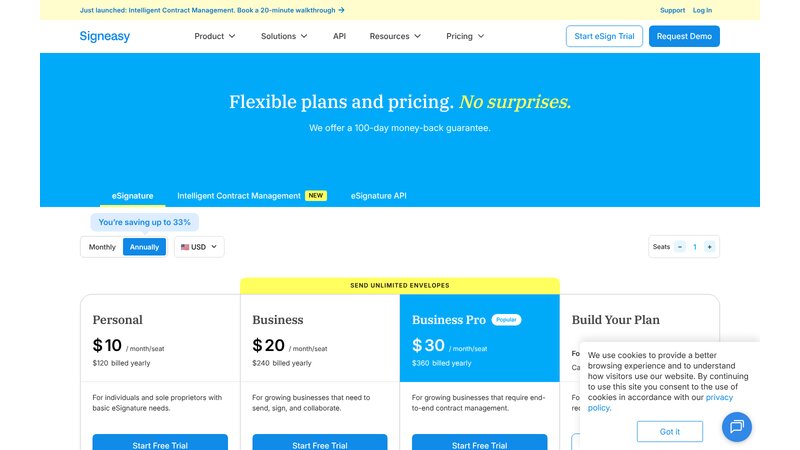 Just launched: Intelligent Contract Management. Book a 20-minute walkthrough →
Support Log In
Signeasy
Product Solutions API Resources Pricing
Start eSign Trial Request Demo
Flexible plans and pricing. No surprises.
We offer a 100-day money-back guarantee.
eSignature Intelligent Contract Management NEW eSignature API
You're saving up to 33%
Monthly Annually USD
Seats − 1 +
SEND UNLIMITED ENVELOPES
Personal
$10 / month/seat
$120 billed yearly
For individuals and sole proprietors with
basic eSignature needs.
Start Free Trial
Business
$20 / month/seat
$240 billed yearly
For growing businesses that need to
send, sign, and collaborate.
Start Free Trial
Business Pro Popular
$30 / month/seat
$360 billed yearly
For growing businesses that require end-
to-end contract management.
Start Free Trial
Build Your Plan
We use cookies to provide a better
browsing experience and to understand
how visitors use our website. By continuing
to use this site you consent to the use of
cookies in accordance with our privacy
policy.
Got it